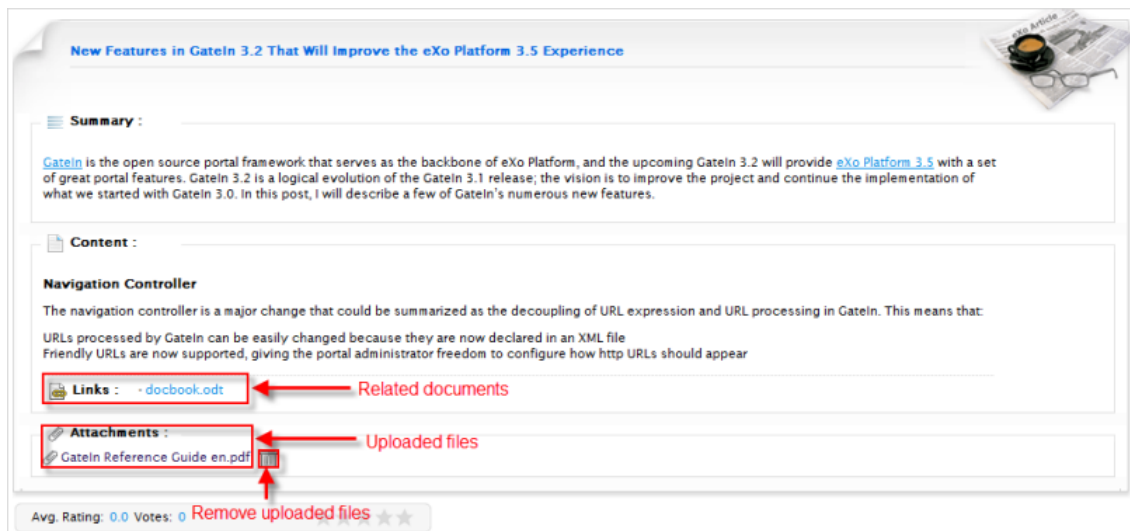 New Features in GateIn 3.2 That Will Improve the eXo Platform 3.5 Experience
eXo Article
Summary :
GateIn is the open source portal framework that serves as the backbone of eXo Platform, and the upcoming GateIn 3.2 will provide eXo Platform 3.5 with a set
of great portal features. GateIn 3.2 is a logical evolution of the GateIn 3.1 release; the vision is to improve the project and continue the implementation of
what we started with GateIn 3.0. In this post, I will describe a few of GateIn's numerous new features.
Content :
Navigation Controller
The navigation controller is a major change that could be summarized as the decoupling of URL expression and URL processing in GateIn. This means that:
URLs processed by GateIn can be easily changed because they are now declared in an XML file
Friendly URLs are now supported, giving the portal administrator freedom to configure how http URLs should appear
Links : - docbook.odt Related documents
Attachments : Uploaded files
GateIn Reference Guide en.pdf
Avg. Rating: 0.0 Votes: 0 Remove uploaded files